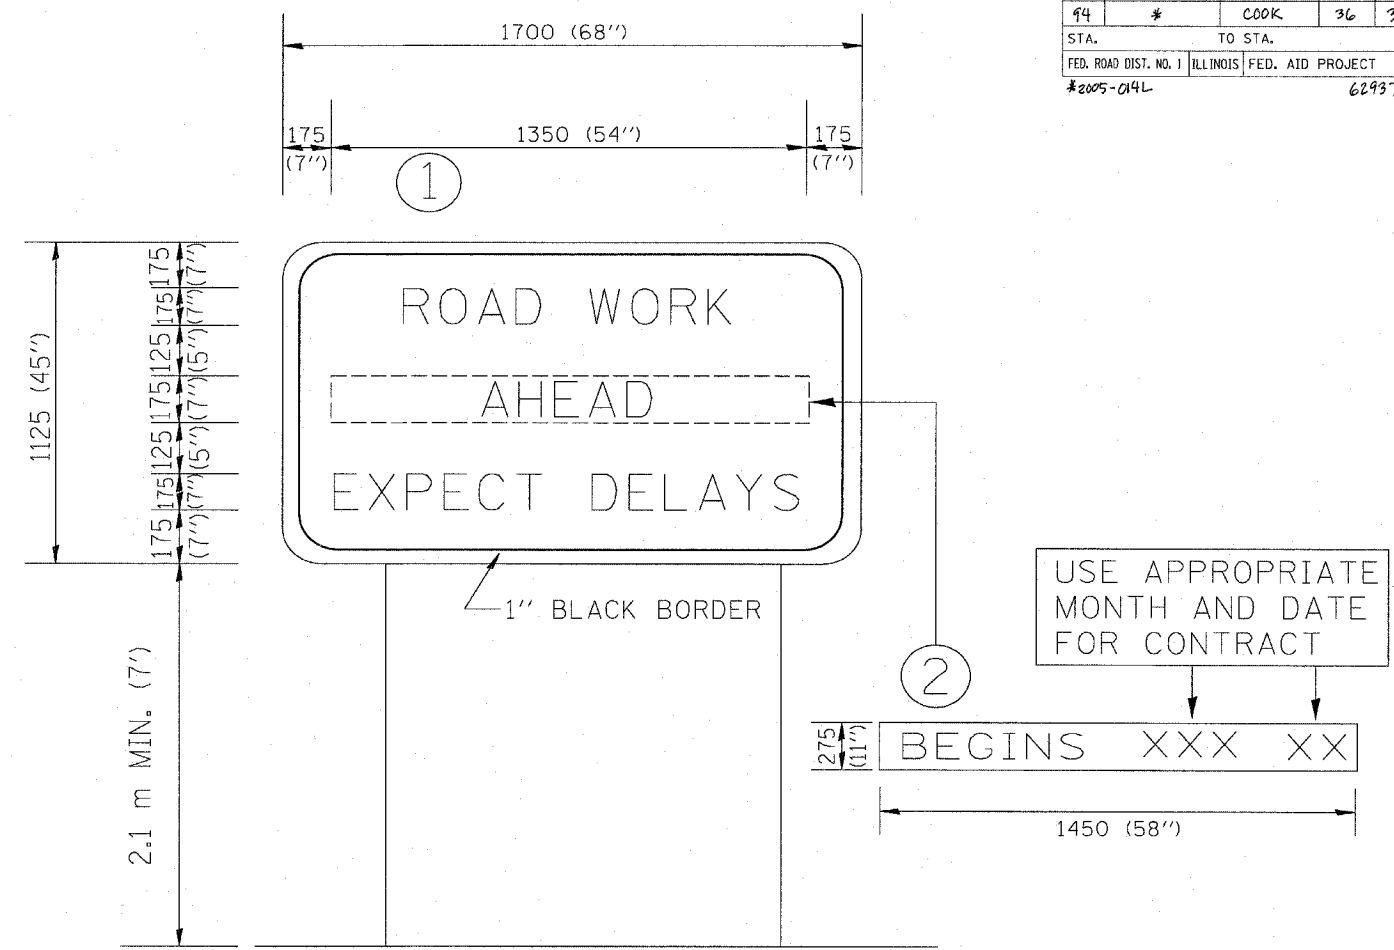 94 * COOK 36 3
STA. TO STA.
FED. ROAD DIST. NO. 1 ILLINOIS FED. AID PROJECT
*2005-014L 62937
1700 (68'')
175 (7'')
1350 (54'')
175 (7'')
1
1125 (45'')
175 (7'')
175 (7'')
125 (5'')
175 (7'')
125 (5'')
175 (7'')
175 (7'')
ROAD WORK
AHEAD
EXPECT DELAYS
1'' BLACK BORDER
2.1 m MIN. (7')
2
USE APPROPRIATE
MONTH AND DATE
FOR CONTRACT
275 (11'')
BEGINS XXX XX
1450 (58'')